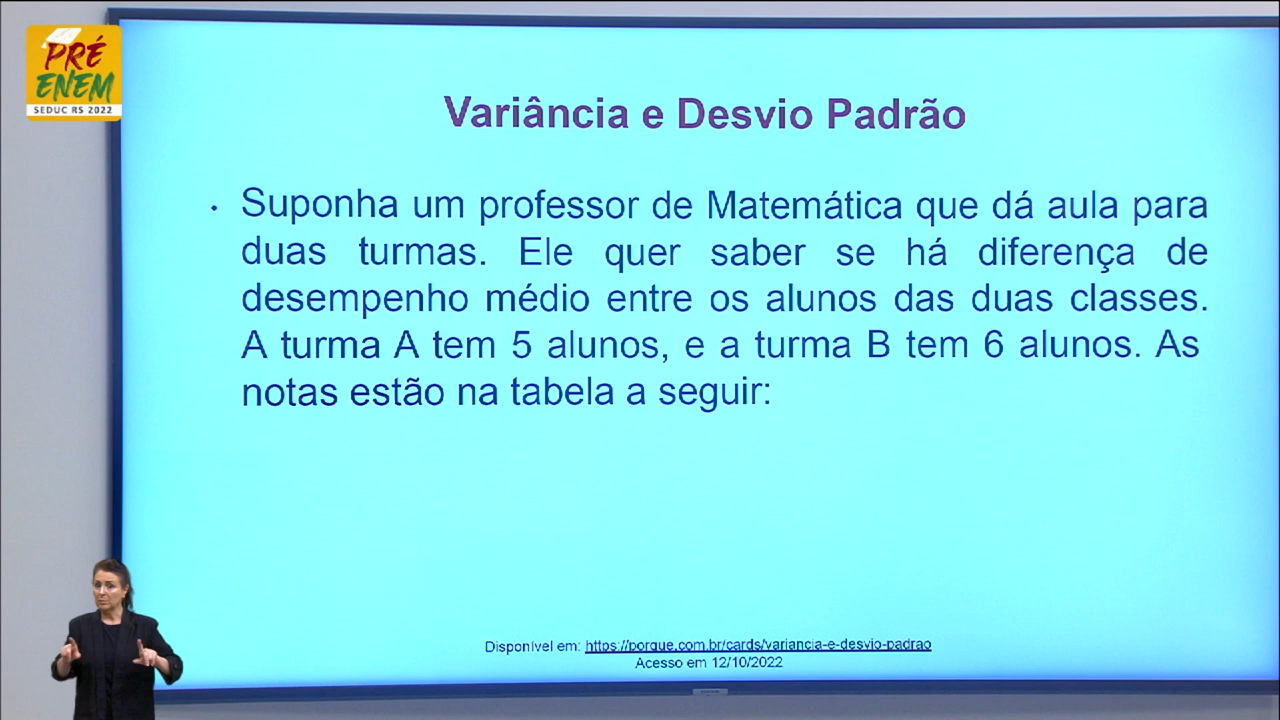 PRÉ
ENEM
SEDUC RS 2022
Variância e Desvio Padrão
• Suponha um professor de Matemática que dá aula para
duas turmas. Ele quer saber se há diferença de
desempenho médio entre os alunos das duas classes.
A turma A tem 5 alunos, e a turma B tem 6 alunos. As
notas estão na tabela a seguir:
Disponível em: https://porque.com.br/cards/variancia-e-desvio-padrao
Acesso em 12/10/2022